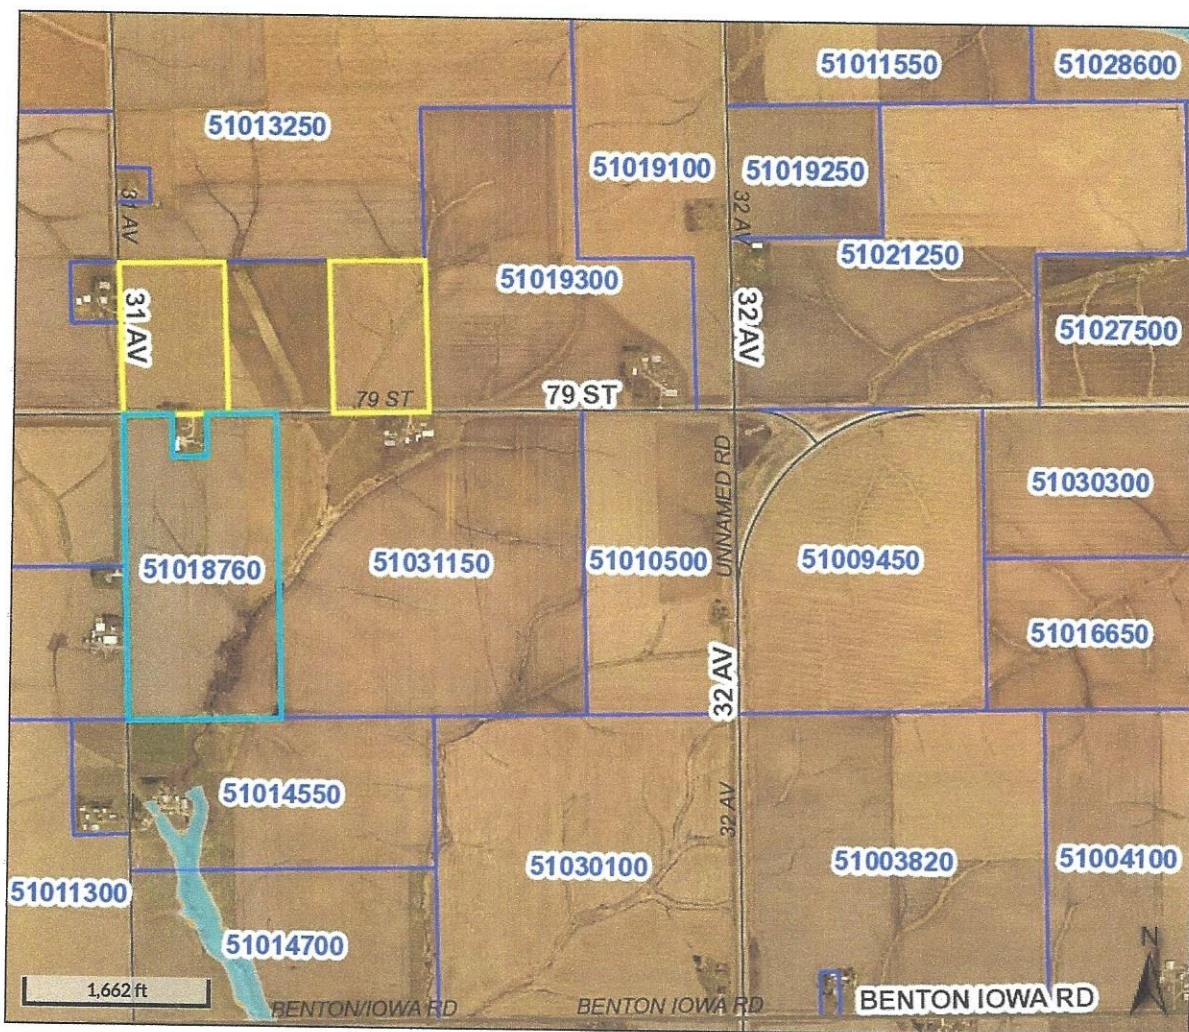 51011550
51028600
51013250
51019100
51019250
31 AV
32 AV
51021250
51019300
31 AV
32 AV
51027500
79 ST
79 ST
UNNAMED RD
51030300
51018760
51031150
51010500
51009450
51016650
32 AV
51014550
32 AV
51030100
51003820
51004100
51011300
51014700
N
1,662 ft
BENTON/IOWA RD
BENTON IOWA RD
BENTON IOWA RD